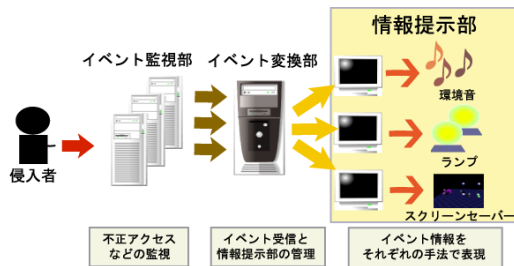 情報提示部
イベント監視部
イベント変換部
環境音
ランプ
侵入者
スクリーンセーバー
不正アクセス
などの監視
イベント受信と
情報提示部の管理
イベント情報を
それぞれの手法で表現